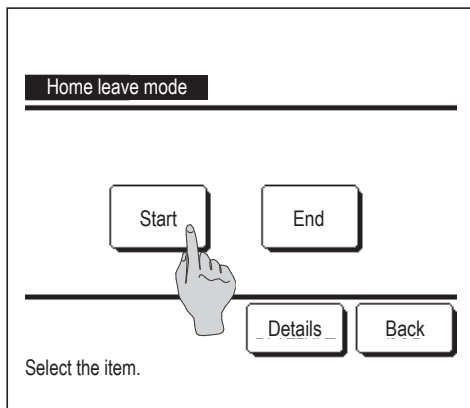 Home leave mode
Start
End
Details
Back
Select the item.